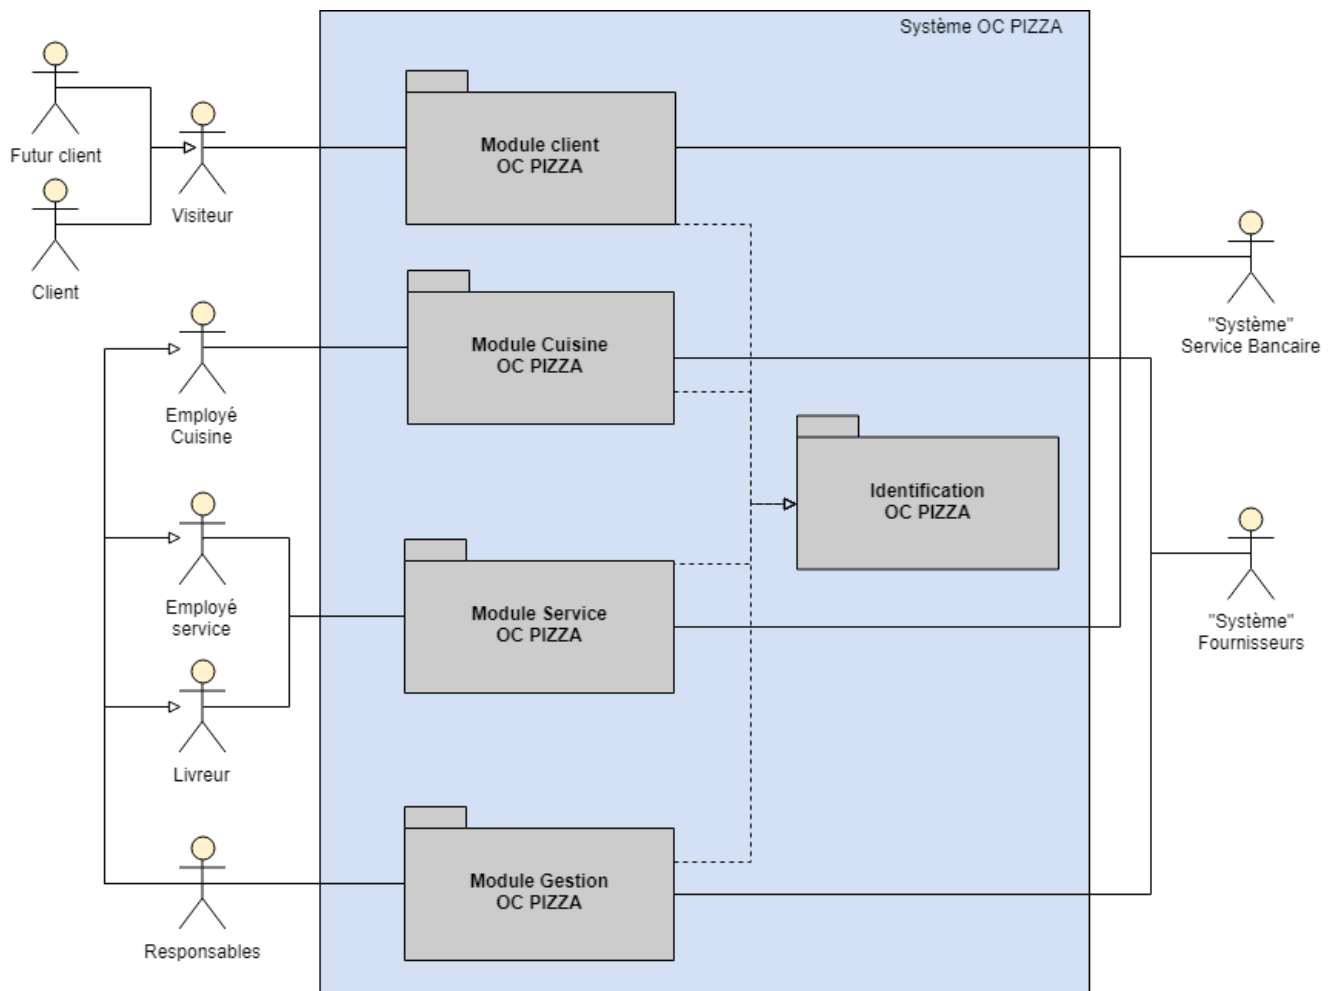 Système OC PIZZA
Futur client
Client
Visiteur
Module client
OC PIZZA
"Système"
Service Bancaire
Employé
Cuisine
Module Cuisine
OC PIZZA
Identification
OC PIZZA
Employé
service
Module Service
OC PIZZA
"Système"
Fournisseurs
Livreur
Module Gestion
OC PIZZA
Responsables